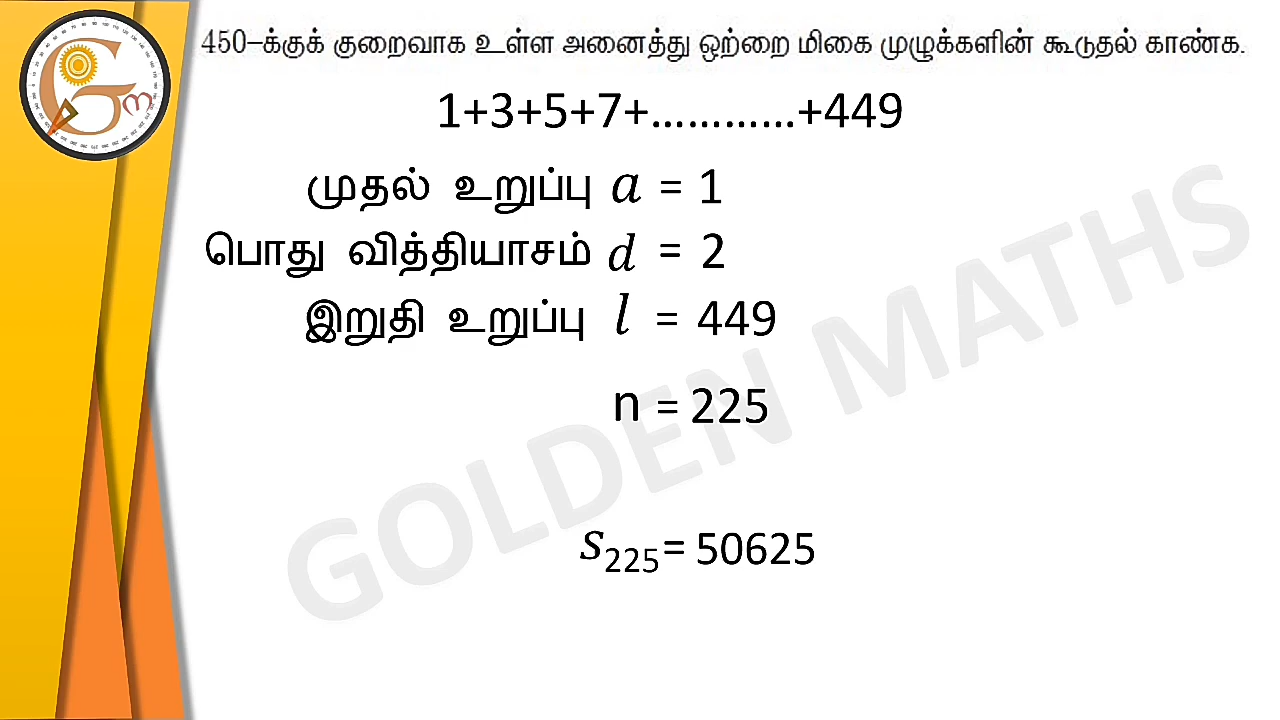 450–க்குக் குறைவாக உள்ள அனைத்து ஒற்றை மிகை முழுக்களின் கூடுதல் காண்க.
1+3+5+7+............+449
முதல் உறுப்பு a = 1
பொது வித்தியாசம் d = 2
இறுதி உறுப்பு l = 449
n = 225
S₂₂₅ = 50625
GOLDEN MATHS